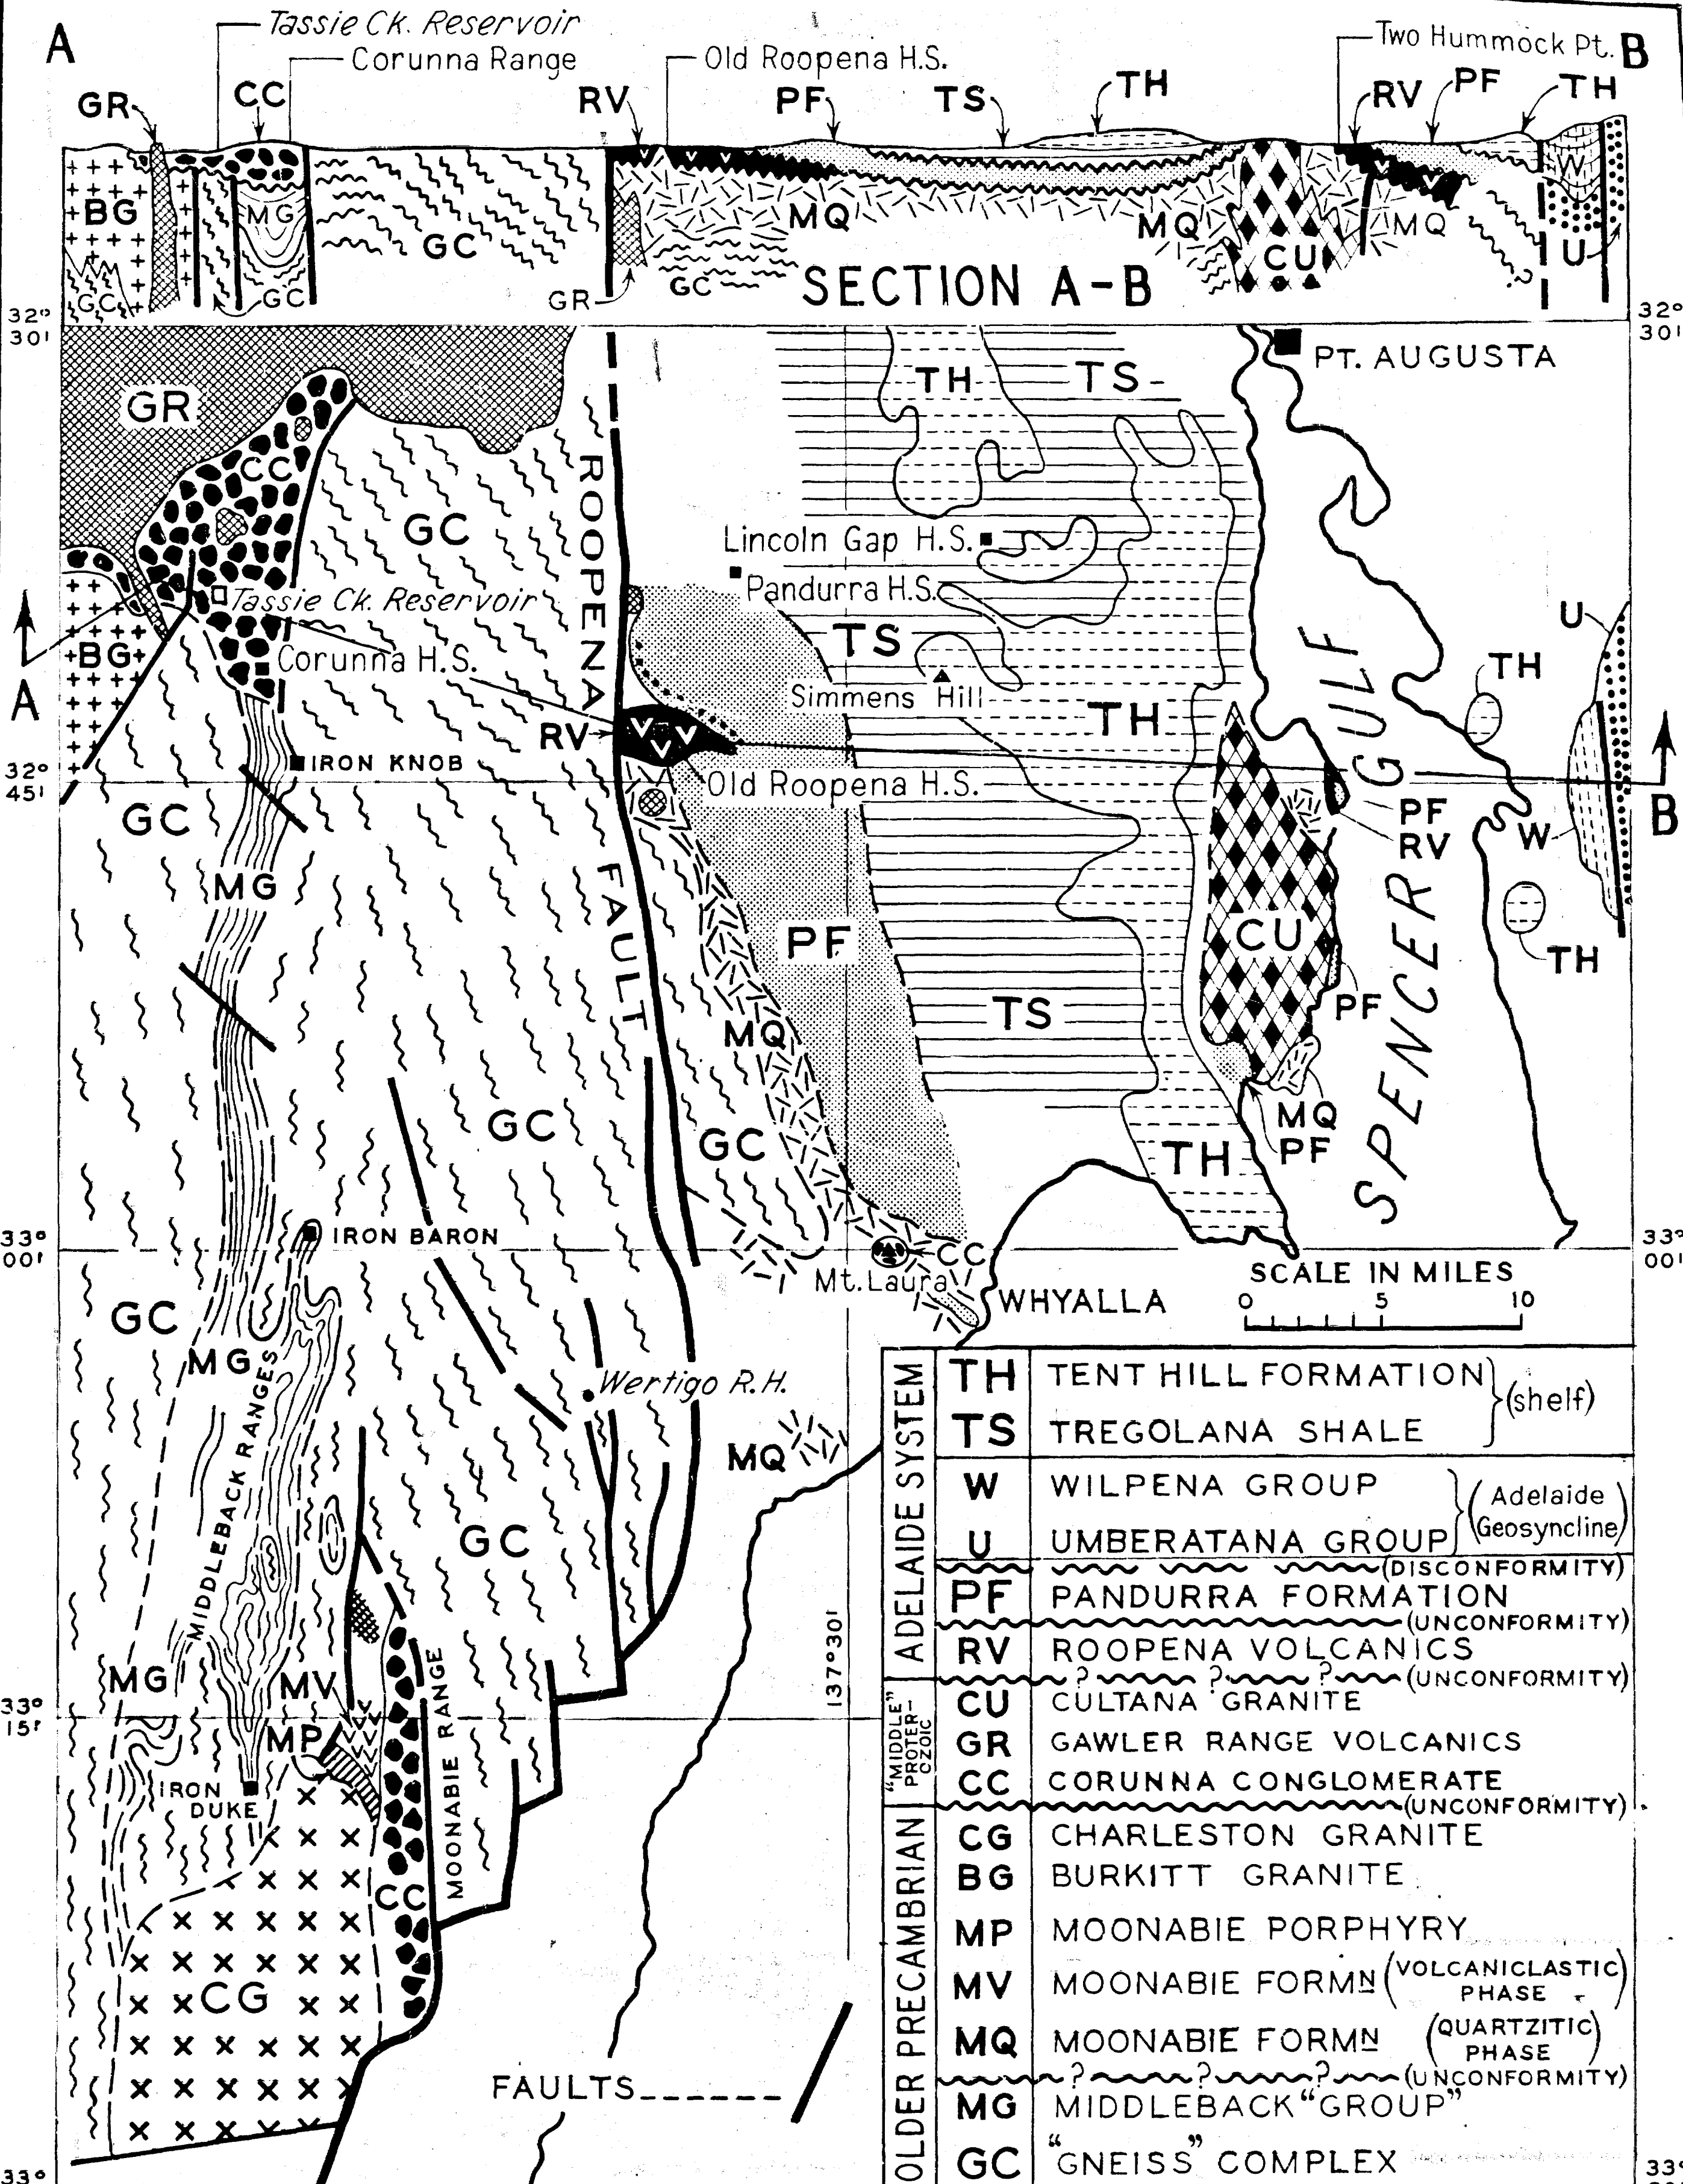 A
Tassie Ck. Reservoir
Corunna Range
Old Roopena H.S.
Two Hummock Pt.
B
GR
CC
RV
PF
TS
TH
RV
PF
TH
BG
MG
GC
MQ
MQ
CU
MQ
W
U
GC
GC
GR
GC
SECTION A-B
32°
30'
32°
30'
PT. AUGUSTA
GR
TH
TS
CC
GC
ROOPENA
FAULT
Lincoln Gap H.S.
Pandurra H.S.
Tassie Ck. Reservoir
TS
U
BG
Corunna H.S.
Simmens Hill
TH
A
RV
TH
SPENCER GULF
IRON KNOB
Old Roopena H.S.
32°
45'
PF
RV
W
B
GC
MG
PF
CU
TH
TS
PF
MQ
GC
GC
MQ
PF
TH
33°
00'
IRON BARON
CC
33°
00'
Mt. Laura
SCALE IN MILES
0 5 10
WHYALLA
GC
MG
MIDDLEBACK RANGES
Wertigo R.H.
MQ
GC
137°30'
MG
MV
33°
15'
MP
MOONABIE RANGE
IRON
DUKE
CC
CG
FAULTS
ADELAIDE SYSTEM
TH TENT HILL FORMATION
TS TREGOLANA SHALE
(shelf)
W WILPENA GROUP
U UMBERATANA GROUP
(Adelaide
Geosyncline)
(DISCONFORMITY)
PF PANDURRA FORMATION
(UNCONFORMITY)
RV ROOPENA VOLCANICS
? ? ? (UNCONFORMITY)
"MIDDLE"
PROTER-
OZOIC
CU CULTANA GRANITE
GR GAWLER RANGE VOLCANICS
CC CORUNNA CONGLOMERATE
(UNCONFORMITY)
OLDER PRECAMBRIAN
CG CHARLESTON GRANITE
BG BURKITT GRANITE
MP MOONABIE PORPHYRY
MV MOONABIE FORMN (VOLCANICLASTIC
PHASE)
MQ MOONABIE FORMN (QUARTZITIC
PHASE)
? ? ? (UNCONFORMITY)
MG MIDDLEBACK "GROUP"
GC "GNEISS" COMPLEX
33°
33°